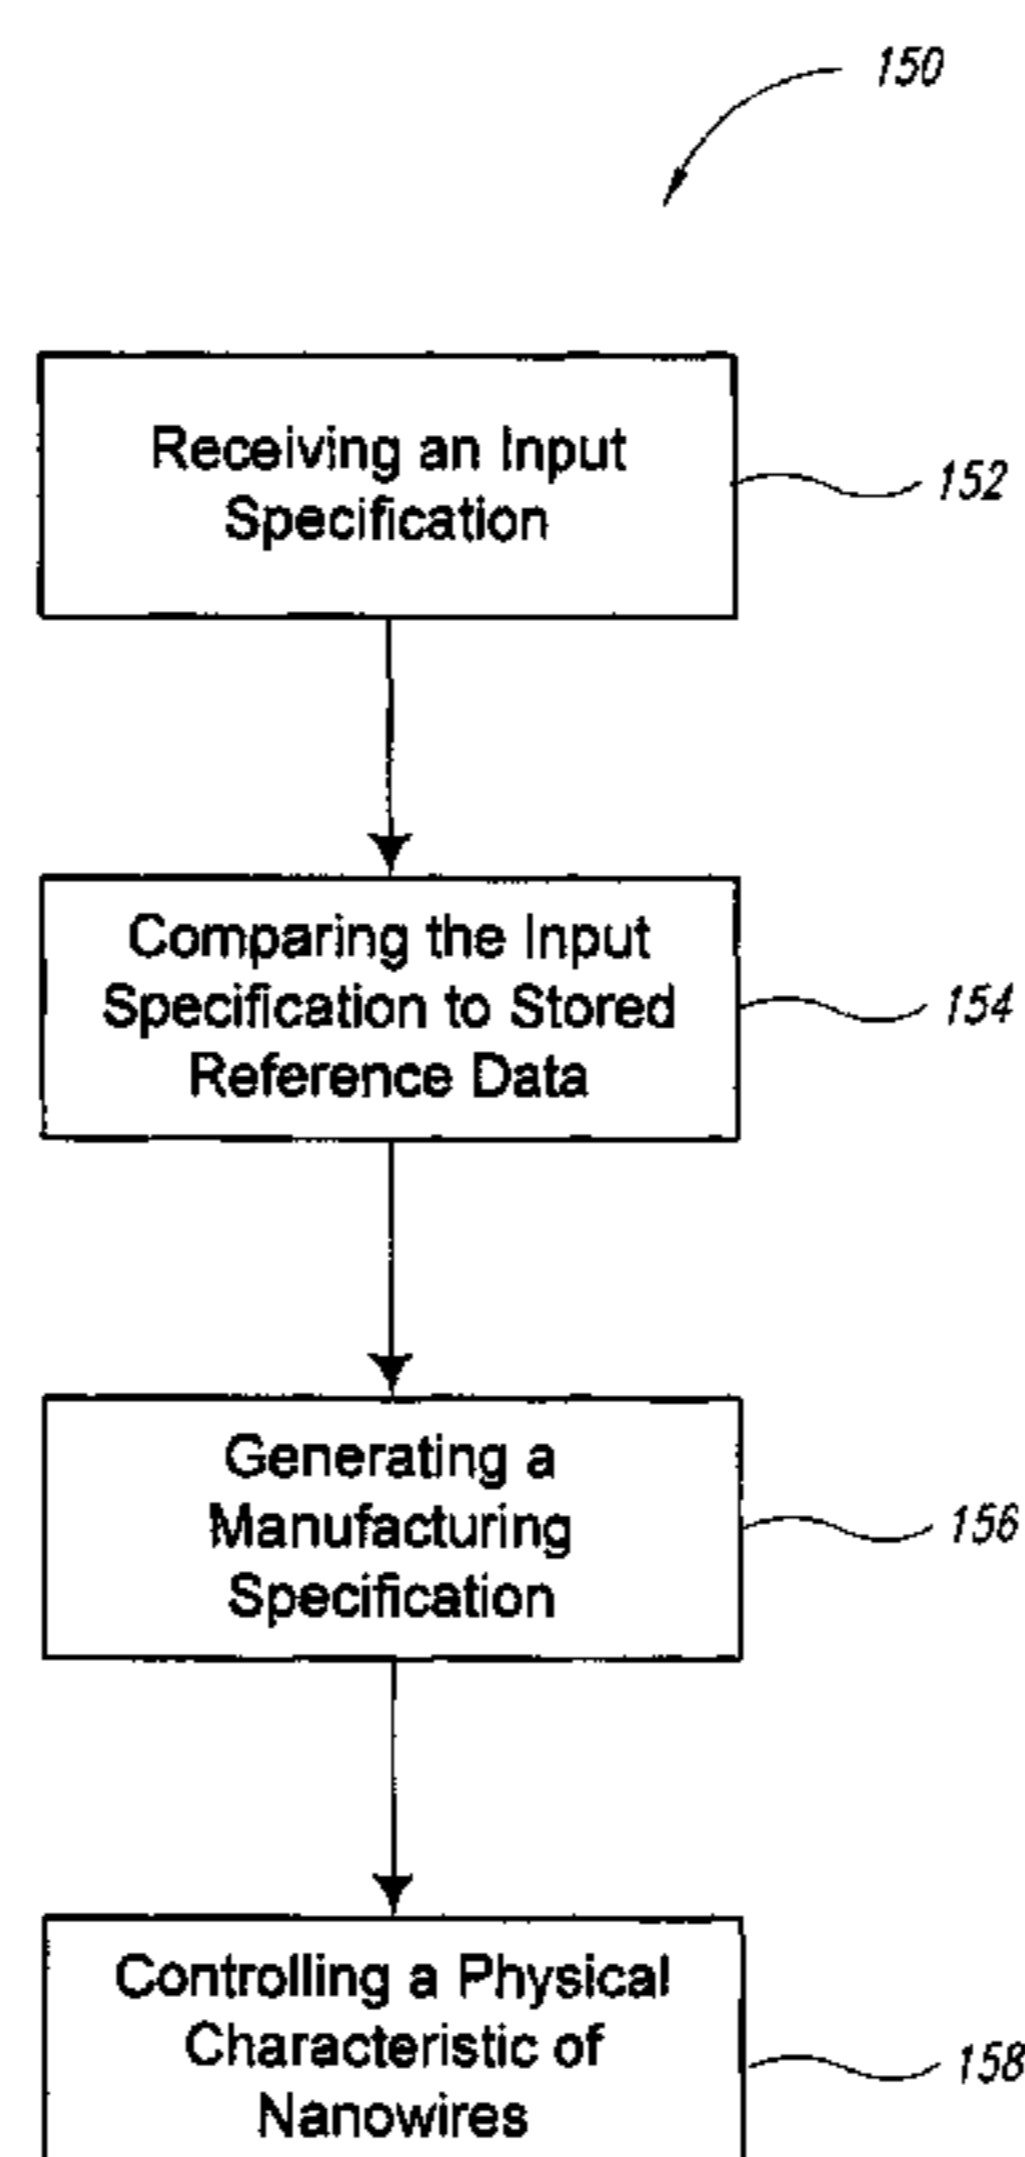 150
Receiving an Input
Specification
152
Comparing the Input
Specification to Stored
Reference Data
154
Generating a
Manufacturing
Specification
156
Controlling a Physical
Characteristic of
Nanowires
158